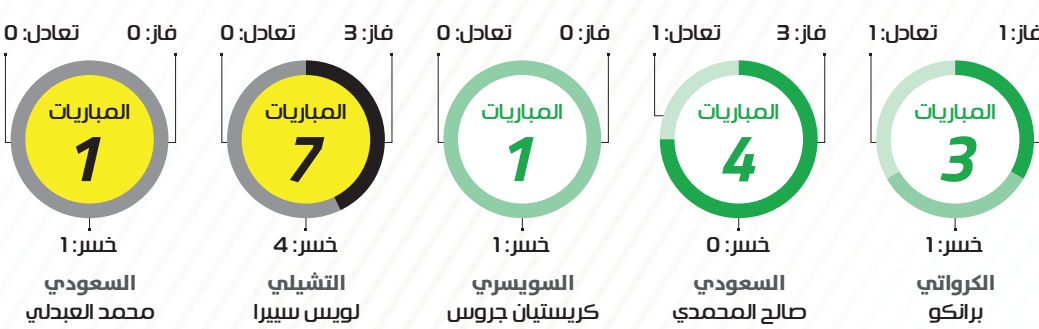 فاز: 1 تعادل: 1
المباريات
3
خسر: 1
الكرواتي
برانكو
فاز: 3 تعادل: 1
المباريات
4
خسر: 0
السعودي
صالح المحمدي
فاز: 0 تعادل: 0
المباريات
1
خسر: 1
السويسري
كريستيان جروس
فاز: 3 تعادل: 0
المباريات
7
خسر: 4
التشيلي
لويس سييرا
فاز: 0 تعادل: 0
المباريات
1
خسر: 1
السعودي
محمد العبدلي